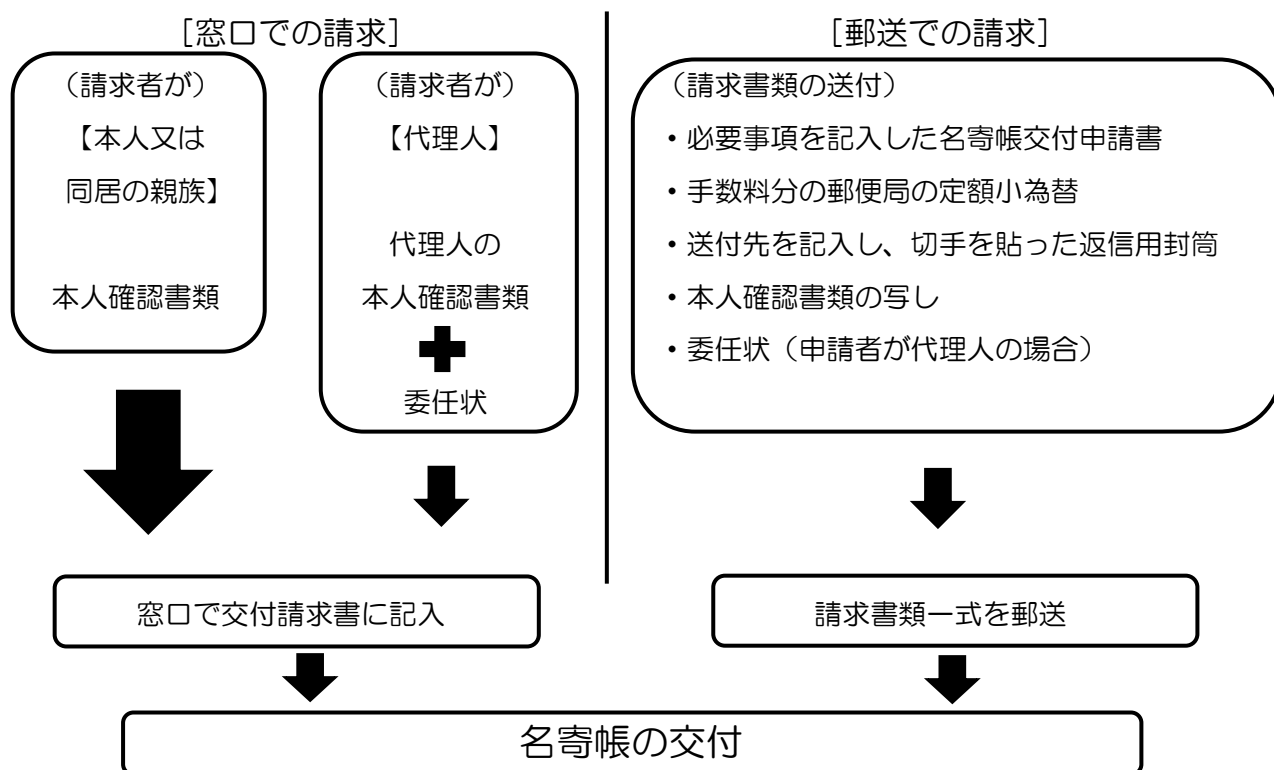 [窓口での請求]
（請求者が）
【本人又は
同居の親族】
本人確認書類
（請求者が）
【代理人】
代理人の
本人確認書類
委任状
窓口で交付請求書に記入
[郵送での請求]
（請求書類の送付）
・必要事項を記入した名寄帳交付申請書
・手数料分の郵便局の定額小為替
・送付先を記入し、切手を貼った返信用封筒
・本人確認書類の写し
・委任状（申請者が代理人の場合）
請求書類一式を郵送
名寄帳の交付